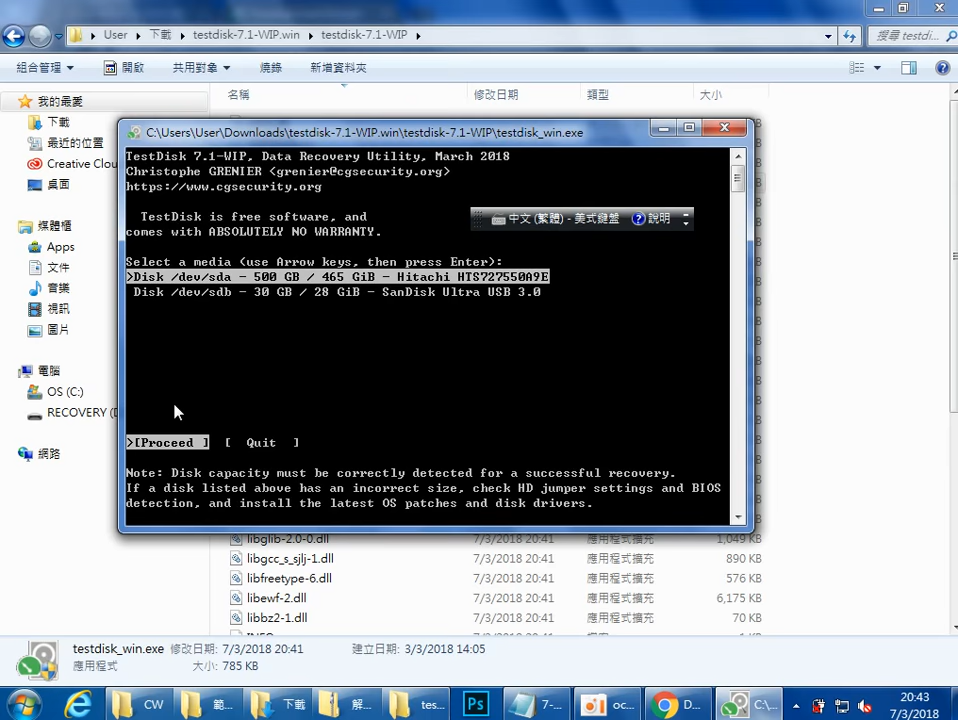 User ▸ 下載 ▸ testdisk-7.1-WIP.win ▸ testdisk-7.1-WIP ▸
搜尋 testdi...
組合管理 ▼ 開啟 共用對象 ▼ 燒錄 新增資料夾
我的最愛
下載
最近的位置
Creative Clou
桌面
媒體櫃
Apps
文件
音樂
視訊
圖片
電腦
OS (C:)
RECOVERY (D
網路
名稱 修改日期 類型 大小
C:\Users\User\Downloads\testdisk-7.1-WIP.win\testdisk-7.1-WIP\testdisk_win.exe
TestDisk 7.1-WIP, Data Recovery Utility, March 2018
Christophe GRENIER <grenier@cgsecurity.org>
https://www.cgsecurity.org
TestDisk is free software, and
comes with ABSOLUTELY NO WARRANTY.
中文 (繁體) - 美式鍵盤 說明
Select a media (use Arrow keys, then press Enter):
>Disk /dev/sda - 500 GB / 465 GiB - Hitachi HTS727550A9E
Disk /dev/sdb - 30 GB / 28 GiB - SanDisk Ultra USB 3.0
>[Proceed ] [ Quit ]
Note: Disk capacity must be correctly detected for a successful recovery.
If a disk listed above has an incorrect size, check HD jumper settings and BIOS
detection, and install the latest OS patches and disk drivers.
libglib-2.0-0.dll 7/3/2018 20:41 應用程式擴充 1,049 KB
libgcc_s_sjlj-1.dll 7/3/2018 20:41 應用程式擴充 890 KB
libfreetype-6.dll 7/3/2018 20:41 應用程式擴充 576 KB
libewf-2.dll 7/3/2018 20:41 應用程式擴充 6,175 KB
libbz2-1.dll 7/3/2018 20:41 應用程式擴充 70 KB
testdisk_win.exe 修改日期: 7/3/2018 20:41 建立日期: 3/3/2018 14:05
應用程式 大小: 785 KB
CW 範... 下載 解... tes... Ps 7-... oc... D... C:\...
20:43
7/3/2018